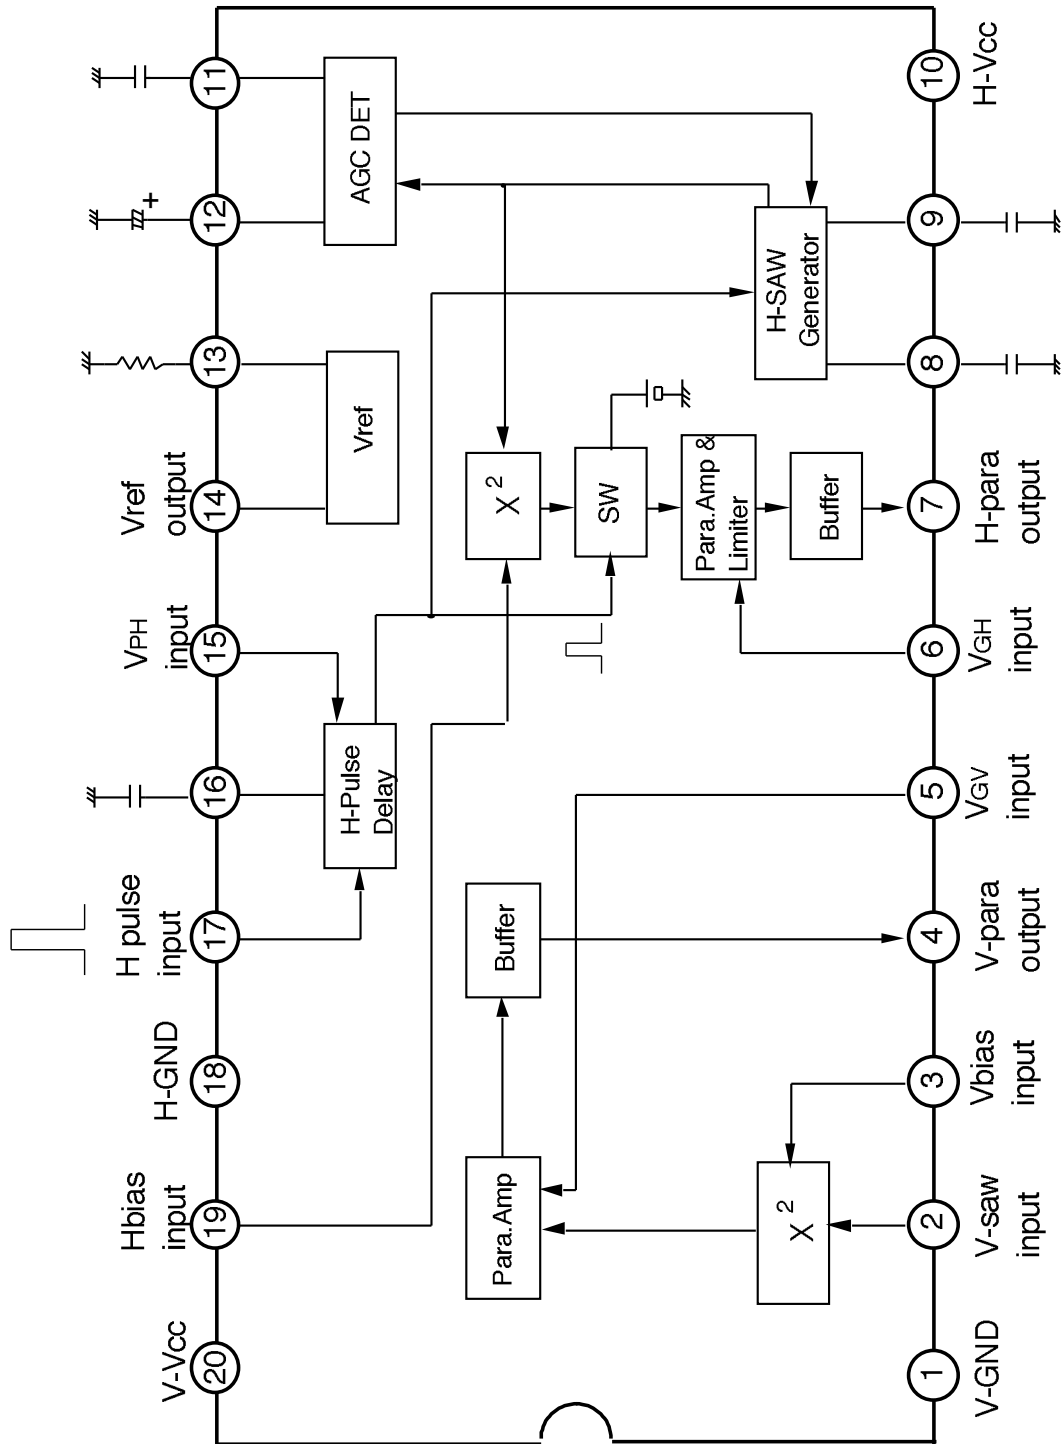 V-Vcc
20
Hbias
input
19
H-GND
18
H pulse
input
17
16
VPH
input
15
Vref
output
14
13
12
+
11
H-Pulse
Delay
Vref
AGC DET
Para.Amp
Buffer
X 2
SW
Para.Amp &
Limiter
Buffer
X 2
H-SAW
Generator
1
V-GND
2
V-saw
input
3
Vbias
input
4
V-para
output
5
VGV
input
6
VGH
input
7
H-para
output
8
9
10
H-Vcc